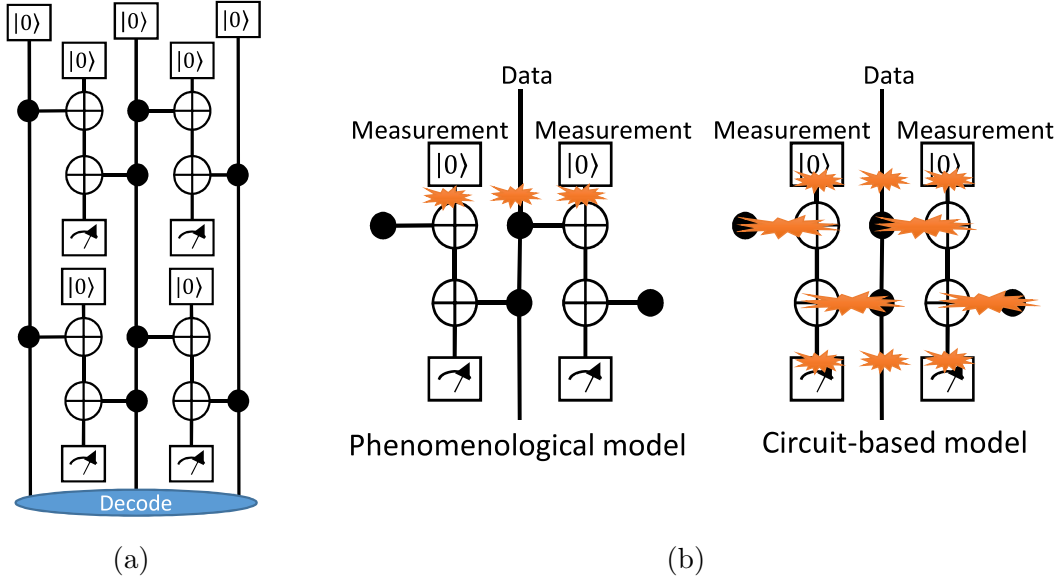 |0⟩ |0⟩ |0⟩
|0⟩ |0⟩
|0⟩ |0⟩
Decode
(a)
Data
Measurement Measurement
|0⟩ |0⟩
Phenomenological model
Data
Measurement Measurement
|0⟩ |0⟩
Circuit-based model
(b)